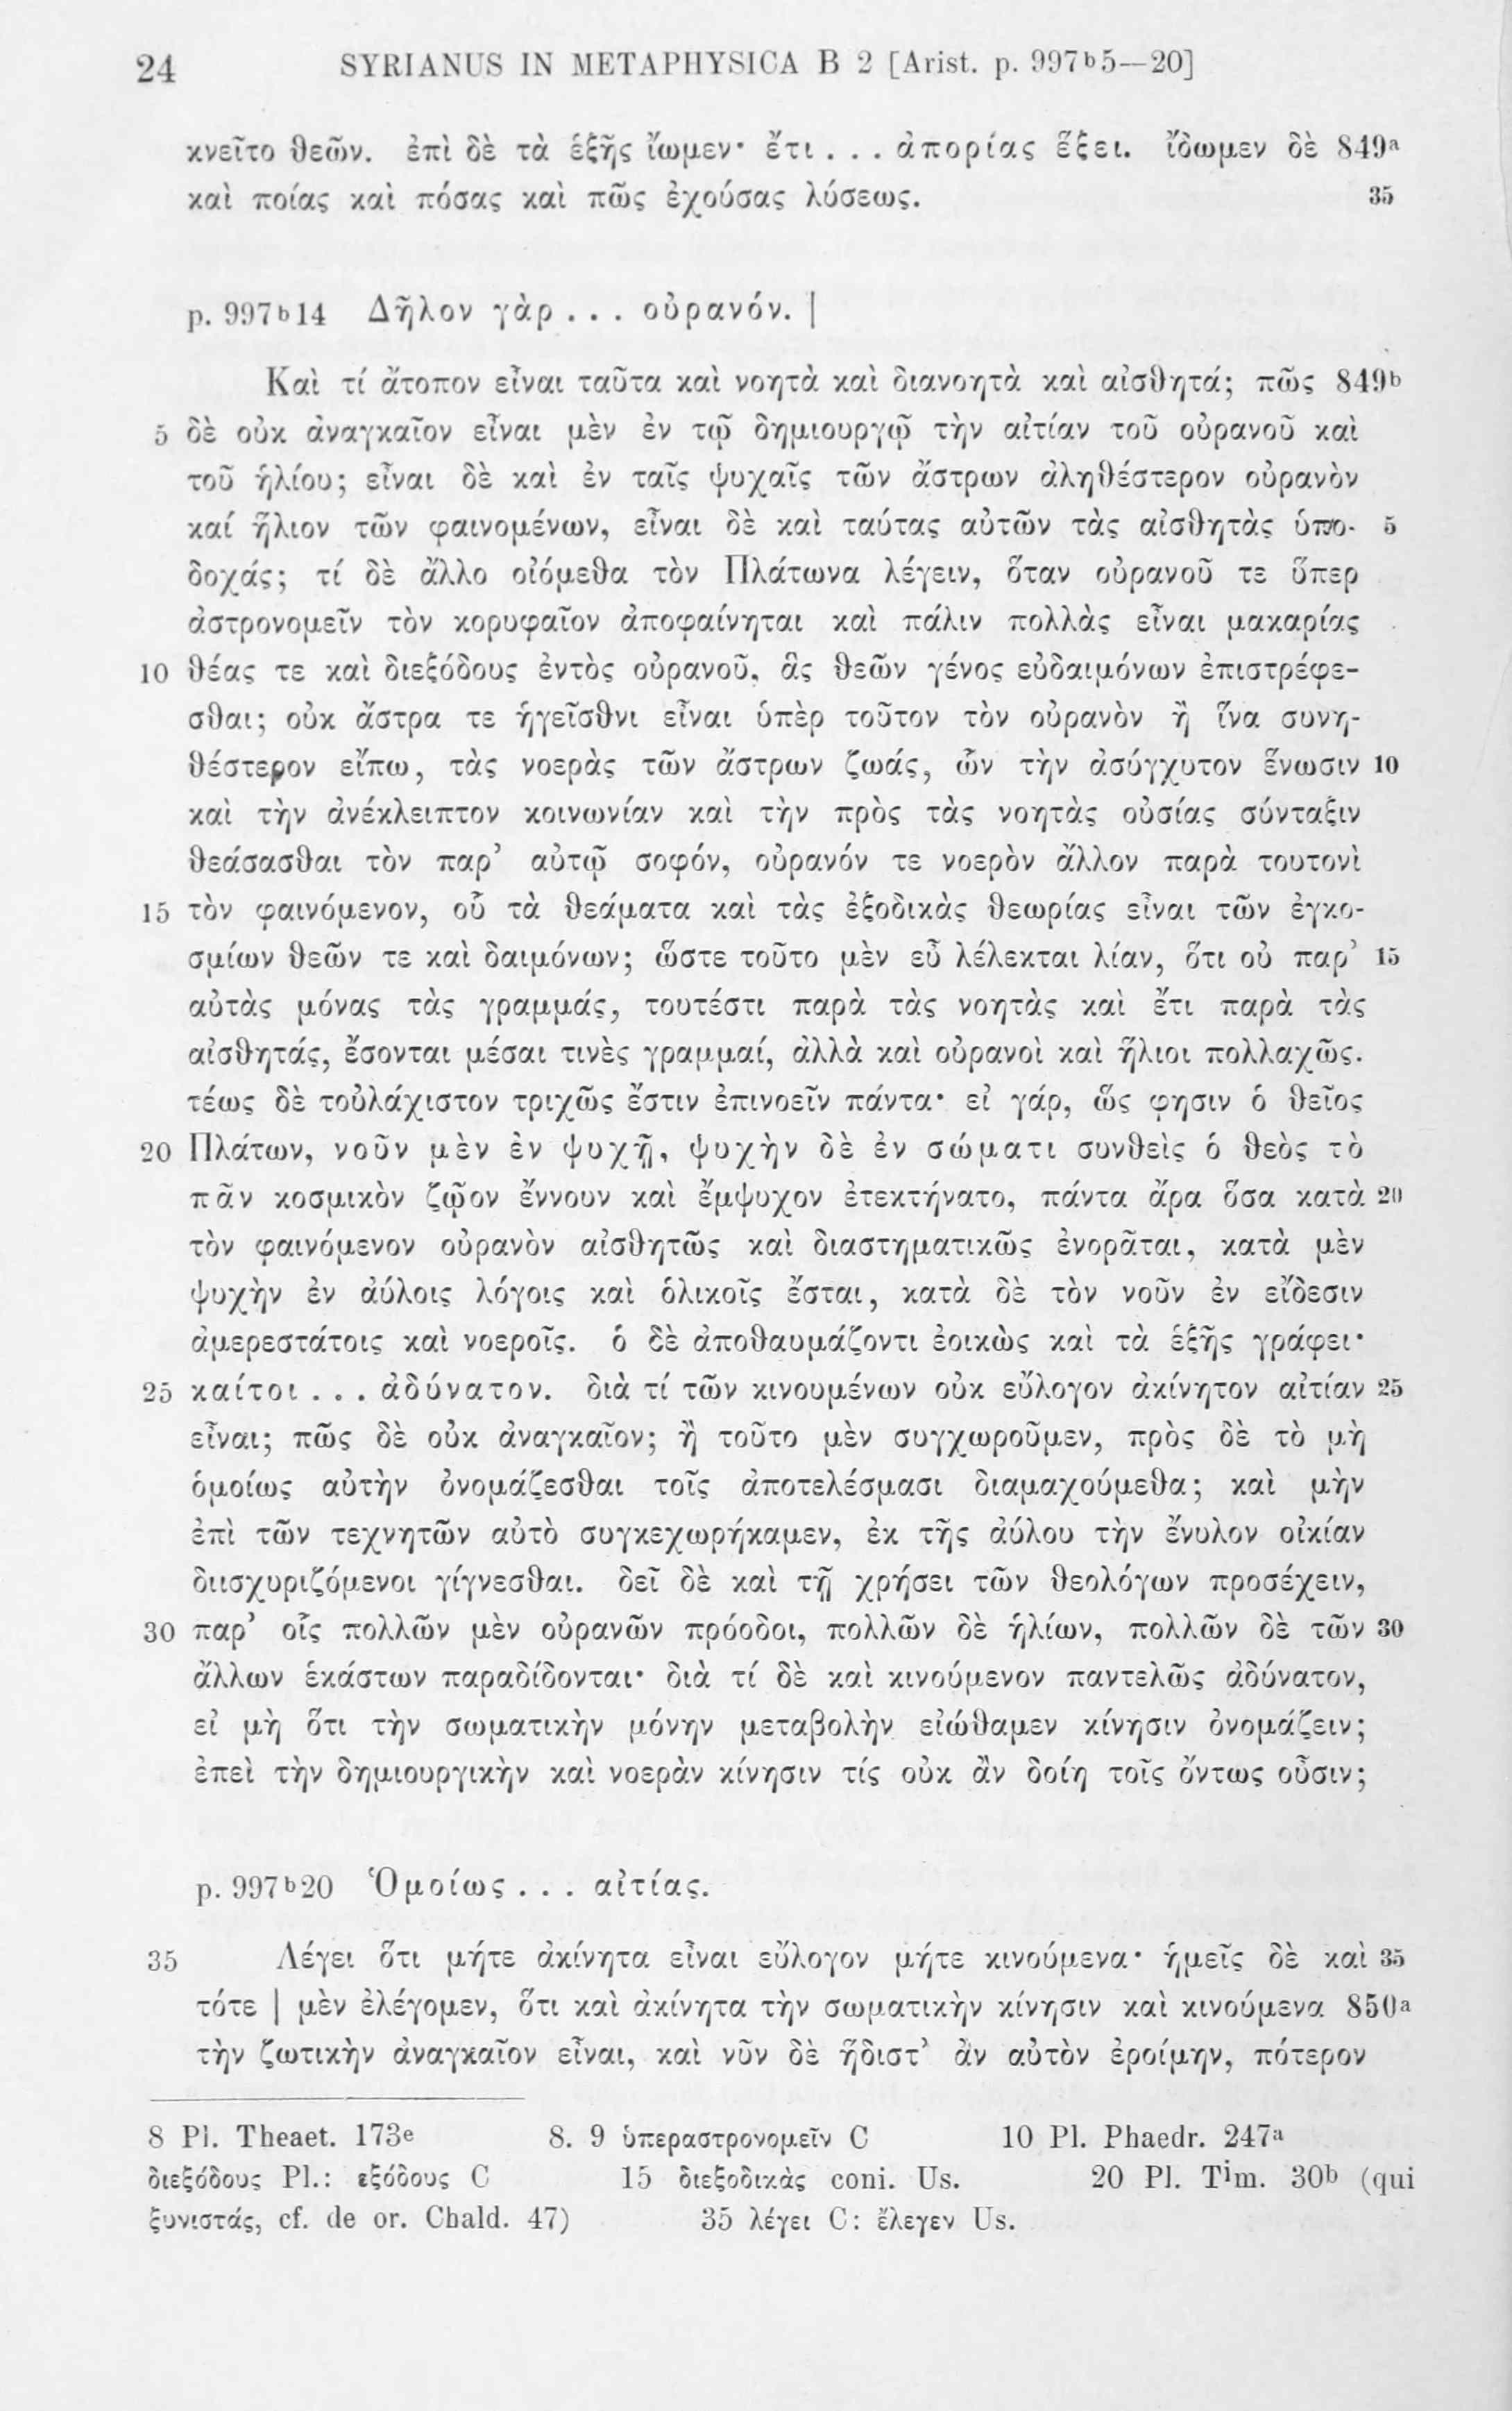 24 SYRIANUS IN METAPHYSICA B 2 [Arist. p. 997ᵇ5—20]
κνεῖτο θεῶν. ἐπὶ δὲ τὰ ἑξῆς ἴωμεν· ἔτι . . . ἀπορίας ἕξει. ἴδωμεν δὲ 849ᵃ
καὶ ποίας καὶ πόσας καὶ πῶς ἐχούσας λύσεως. 35
p. 997ᵇ14 Δῆλον γὰρ . . . οὐρανόν. |
Καὶ τί ἄτοπον εἶναι ταῦτα καὶ νοητὰ καὶ διανοητὰ καὶ αἰσθητά; πῶς 849ᵇ
5 δὲ οὐκ ἀναγκαῖον εἶναι μὲν ἐν τῷ δημιουργῷ τὴν αἰτίαν τοῦ οὐρανοῦ καὶ
τοῦ ἡλίου; εἶναι δὲ καὶ ἐν ταῖς ψυχαῖς τῶν ἄστρων ἀληθέστερον οὐρανὸν
καί ἥλιον τῶν φαινομένων, εἶναι δὲ καὶ ταύτας αὐτῶν τὰς αἰσθητὰς ὑπο- 5
δοχάς; τί δὲ ἄλλο οἰόμεθα τὸν Πλάτωνα λέγειν, ὅταν οὐρανοῦ τε ὕπερ
ἀστρονομεῖν τὸν κορυφαῖον ἀποφαίνηται καὶ πάλιν πολλὰς εἶναι μακαρίας
10 θέας τε καὶ διεξόδους ἐντὸς οὐρανοῦ, ἃς θεῶν γένος εὐδαιμόνων ἐπιστρέφε-
σθαι; οὐκ ἄστρα τε ἡγεῖσθνι εἶναι ὑπὲρ τοῦτον τὸν οὐρανὸν ἢ ἵνα συνη-
θέστερον εἴπω, τὰς νοερὰς τῶν ἄστρων ζωάς, ὧν τὴν ἀσύγχυτον ἕνωσιν 10
καὶ τὴν ἀνέκλειπτον κοινωνίαν καὶ τὴν πρὸς τὰς νοητὰς οὐσίας σύνταξιν
θεάσασθαι τὸν παρ’ αὐτῷ σοφόν, οὐρανόν τε νοερὸν ἄλλον παρὰ τουτονὶ
15 τὸν φαινόμενον, οὗ τὰ θεάματα καὶ τὰς ἐξοδικὰς θεωρίας εἶναι τῶν ἐγκο-
σμίων θεῶν τε καὶ δαιμόνων; ὥστε τοῦτο μὲν εὖ λέλεκται λίαν, ὅτι οὐ παρ’ 15
αὐτὰς μόνας τὰς γραμμάς, τουτέστι παρὰ τὰς νοητὰς καὶ ἔτι παρὰ τὰς
αἰσθητάς, ἔσονται μέσαι τινὲς γραμμαί, ἀλλὰ καὶ οὐρανοὶ καὶ ἥλιοι πολλαχῶς.
τέως δὲ τοὐλάχιστον τριχῶς ἔστιν ἐπινοεῖν πάντα· εἰ γάρ, ὥς φησιν ὁ θεῖος
20 Πλάτων, νοῦν μὲν ἐν ψυχῇ, ψυχὴν δὲ ἐν σώματι συνθεὶς ὁ θεὸς τὸ
πᾶν κοσμικὸν ζῷον ἔννουν καὶ ἔμψυχον ἐτεκτήνατο, πάντα ἄρα ὅσα κατὰ 20
τὸν φαινόμενον οὐρανὸν αἰσθητῶς καὶ διαστηματικῶς ἐνορᾶται, κατὰ μὲν
ψυχὴν ἐν ἀύλοις λόγοις καὶ ὁλικοῖς ἔσται, κατὰ δὲ τὸν νοῦν ἐν εἴδεσιν
ἀμερεστάτοις καὶ νοεροῖς. ὁ δὲ ἀποθαυμάζοντι ἐοικὼς καὶ τὰ ἑξῆς γράφει·
25 καίτοι . . . ἀδύνατον. διὰ τί τῶν κινουμένων οὐκ εὔλογον ἀκίνητον αἰτίαν 25
εἶναι; πῶς δὲ οὐκ ἀναγκαῖον; ἢ τοῦτο μὲν συγχωροῦμεν, πρὸς δὲ τὸ μὴ
ὁμοίως αὐτὴν ὀνομάζεσθαι τοῖς ἀποτελέσμασι διαμαχούμεθα; καὶ μὴν
ἐπὶ τῶν τεχνητῶν αὐτὸ συγκεχωρήκαμεν, ἐκ τῆς ἀύλου τὴν ἔνυλον οἰκίαν
διισχυριζόμενοι γίγνεσθαι. δεῖ δὲ καὶ τῇ χρήσει τῶν θεολόγων προσέχειν,
30 παρ’ οἷς πολλῶν μὲν οὐρανῶν πρόοδοι, πολλῶν δὲ ἡλίων, πολλῶν δὲ τῶν 30
ἄλλων ἑκάστων παραδίδονται· διὰ τί δὲ καὶ κινούμενον παντελῶς ἀδύνατον,
εἰ μὴ ὅτι τὴν σωματικὴν μόνην μεταβολὴν εἰώθαμεν κίνησιν ὀνομάζειν;
ἐπεὶ τὴν δημιουργικὴν καὶ νοερὰν κίνησιν τίς οὐκ ἂν δοίη τοῖς ὄντως οὖσιν;
p. 997ᵇ20 Ὁμοίως . . . αἰτίας.
35 Λέγει ὅτι μήτε ἀκίνητα εἶναι εὔλογον μήτε κινούμενα· ἡμεῖς δὲ καὶ 35
τότε | μὲν ἐλέγομεν, ὅτι καὶ ἀκίνητα τὴν σωματικὴν κίνησιν καὶ κινούμενα 850ᵃ
τὴν ζωτικὴν ἀναγκαῖον εἶναι, καὶ νῦν δὲ ἥδιστ’ ἀν αὐτὸν ἐροίμην, πότερον
8 Pl. Theaet. 173ᵉ 8. 9 ὑπεραστρονομεῖν C 10 Pl. Phaedr. 247ᵃ
διεξόδους Pl.: ἐξόδους C 15 διεξοδικὰς coni. Us. 20 Pl. Tim. 30ᵇ (qui
ξυνιστάς, cf. de or. Chald. 47) 35 λέγει C: ἔλεγεν Us.